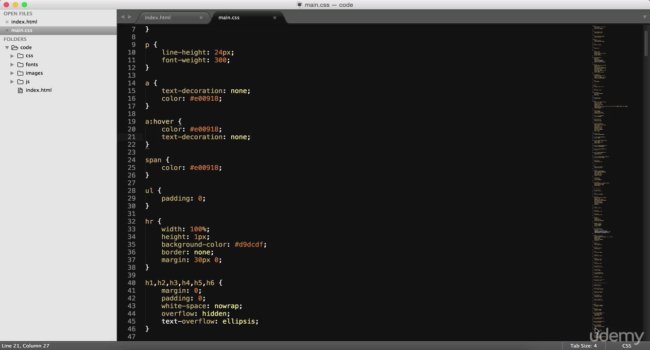 main.css — code
OPEN FILES
index.html
main.css
FOLDERS
code
css
fonts
images
js
index.html
index.html
main.css
7 }
8
9 p {
10 line-height: 24px;
11 font-weight: 300;
12 }
13
14 a {
15 text-decoration: none;
16 color: #e00918;
17 }
18
19 a:hover {
20 color: #e00918;
21 text-decoration: none;
22 }
23
24 span {
25 color: #e00918;
26 }
27
28 ul {
29 padding: 0;
30 }
31
32 hr {
33 width: 100%;
34 height: 1px;
35 background-color: #d9dcdf;
36 border: none;
37 margin: 30px 0;
38 }
39
40 h1,h2,h3,h4,h5,h6 {
41 margin: 0;
42 padding: 0;
43 white-space: nowrap;
44 overflow: hidden;
45 text-overflow: ellipsis;
46 }
47
Line 21, Column 27
Tab Size: 4
CSS
udemy